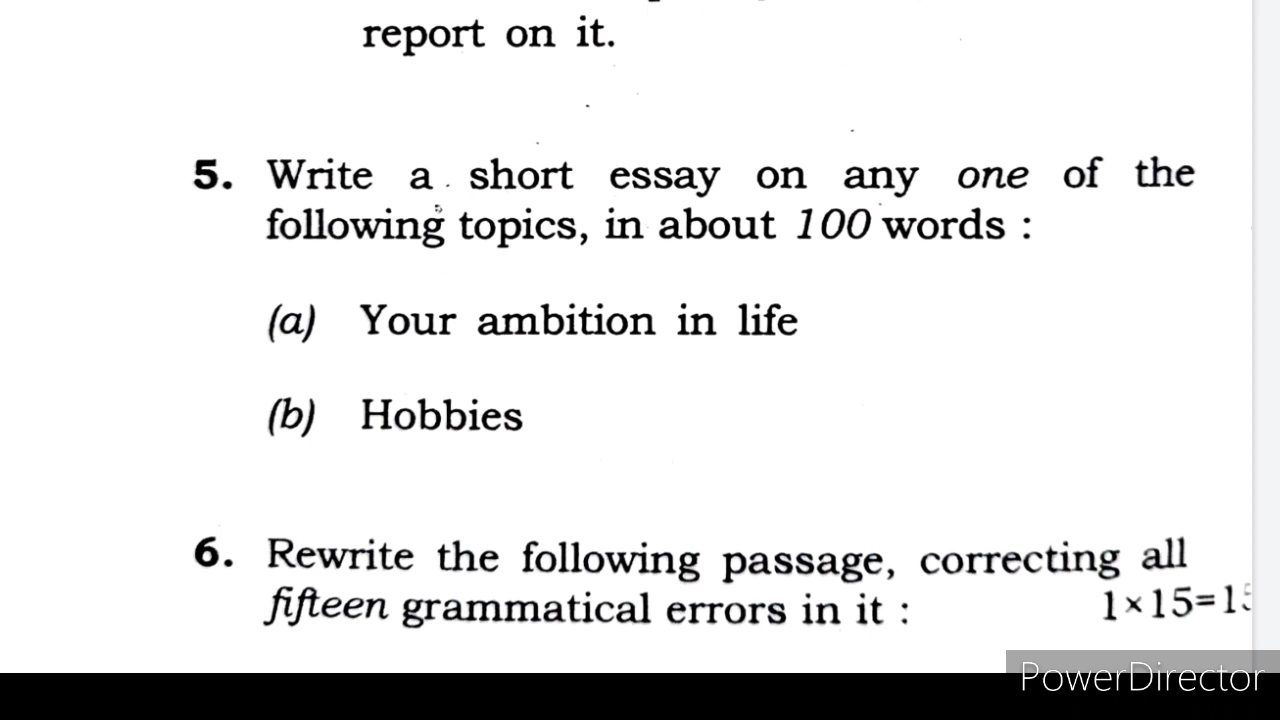 report on it.
5. Write a short essay on any one of the
following topics, in about 100 words :
(a) Your ambition in life
(b) Hobbies
6. Rewrite the following passage, correcting all
fifteen grammatical errors in it :
1×15=15
PowerDirector